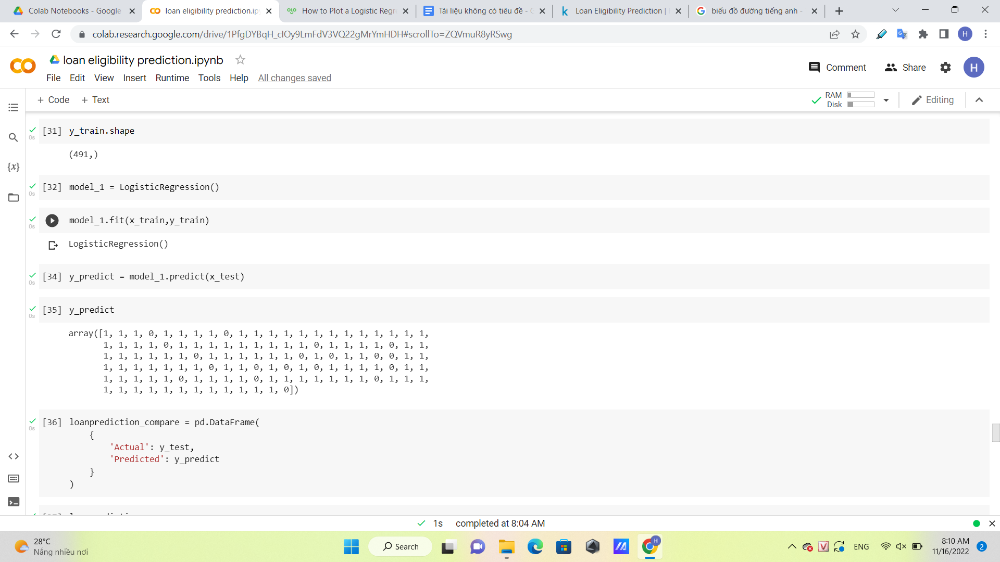 Colab Notebooks - Google
loan eligibility prediction.ip
How to Plot a Logistic Regr
Tài liệu không có tiêu đề - G
Loan Eligibility Prediction |
biểu đồ đường tiếng anh -
colab.research.google.com/drive/1PfgDYBqH_cIOy9LmFdV3VQ22gMrYmHDH#scrollTo=ZQVmuR8yRSwg
H
loan eligibility prediction.ipynb
File Edit View Insert Runtime Tools Help All changes saved
Comment Share H
+ Code + Text
RAM
Disk
Editing
[31] y_train.shape
0s
(491,)
[32] model_1 = LogisticRegression()
0s
model_1.fit(x_train,y_train)
0s
LogisticRegression()
[34] y_predict = model_1.predict(x_test)
0s
[35] y_predict
0s
array([1, 1, 1, 0, 1, 1, 1, 1, 0, 1, 1, 1, 1, 1, 1, 1, 1, 1, 1, 1, 1, 1,
1, 1, 1, 1, 0, 1, 1, 1, 1, 1, 1, 1, 1, 1, 0, 1, 1, 1, 1, 0, 1, 1,
1, 1, 1, 1, 1, 1, 0, 1, 1, 1, 1, 1, 1, 0, 1, 0, 1, 1, 0, 0, 1, 1,
1, 1, 1, 1, 1, 1, 1, 0, 1, 1, 0, 1, 0, 1, 0, 1, 1, 1, 1, 0, 1, 1,
1, 1, 1, 1, 1, 0, 1, 1, 1, 1, 0, 1, 1, 1, 1, 1, 1, 1, 0, 1, 1, 1,
1, 1, 1, 1, 1, 1, 1, 1, 1, 1, 1, 1, 0])
[36] loanprediction_compare = pd.DataFrame(
0s
{
'Actual': y_test,
'Predicted': y_predict
}
)
1s completed at 8:04 AM
28°C
Nắng nhiều nơi
Search
H
ENG
8:10 AM
11/16/2022
2